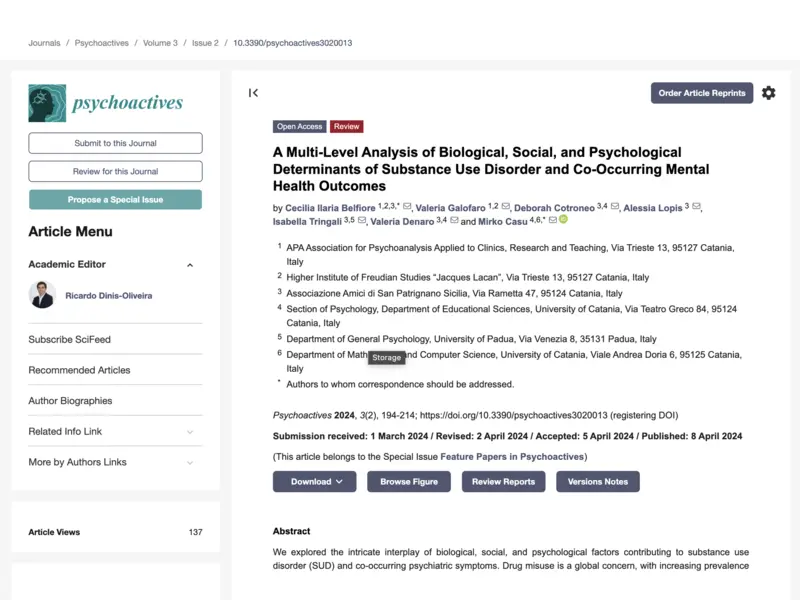 Journals / Psychoactives / Volume 3 / Issue 2 / 10.3390/psychoactives3020013
psychoactives
Submit to this Journal
Review for this Journal
Propose a Special Issue
Article Menu
Academic Editor
Ricardo Dinis-Oliveira
Subscribe SciFeed
Recommended Articles
Author Biographies
Related Info Link
More by Authors Links
Article Views 137
Order Article Reprints
Open Access Review
A Multi-Level Analysis of Biological, Social, and Psychological
Determinants of Substance Use Disorder and Co-Occurring Mental
Health Outcomes
by Cecilia Ilaria Belfiore 1,2,3,* , Valeria Galofaro 1,2 , Deborah Cotroneo 3,4 , Alessia Lopis 3 ,
Isabella Tringali 3,5 , Valeria Denaro 3,4 and Mirko Casu 4,6,*
1 APA Association for Psychoanalysis Applied to Clinics, Research and Teaching, Via Trieste 13, 95127 Catania,
Italy
2 Higher Institute of Freudian Studies "Jacques Lacan", Via Trieste 13, 95127 Catania, Italy
3 Associazione Amici di San Patrignano Sicilia, Via Rametta 47, 95124 Catania, Italy
4 Section of Psychology, Department of Educational Sciences, University of Catania, Via Teatro Greco 84, 95124
Catania, Italy
5 Department of General Psychology, University of Padua, Via Venezia 8, 35131 Padua, Italy
6 Department of Math Storage nd Computer Science, University of Catania, Viale Andrea Doria 6, 95125 Catania,
Italy
* Authors to whom correspondence should be addressed.
Psychoactives 2024, 3(2), 194-214; https://doi.org/10.3390/psychoactives3020013 (registering DOI)
Submission received: 1 March 2024 / Revised: 2 April 2024 / Accepted: 5 April 2024 / Published: 8 April 2024
(This article belongs to the Special Issue Feature Papers in Psychoactives)
Download Browse Figure Review Reports Versions Notes
Abstract
We explored the intricate interplay of biological, social, and psychological factors contributing to substance use
disorder (SUD) and co-occurring psychiatric symptoms. Drug misuse is a global concern, with increasing prevalence